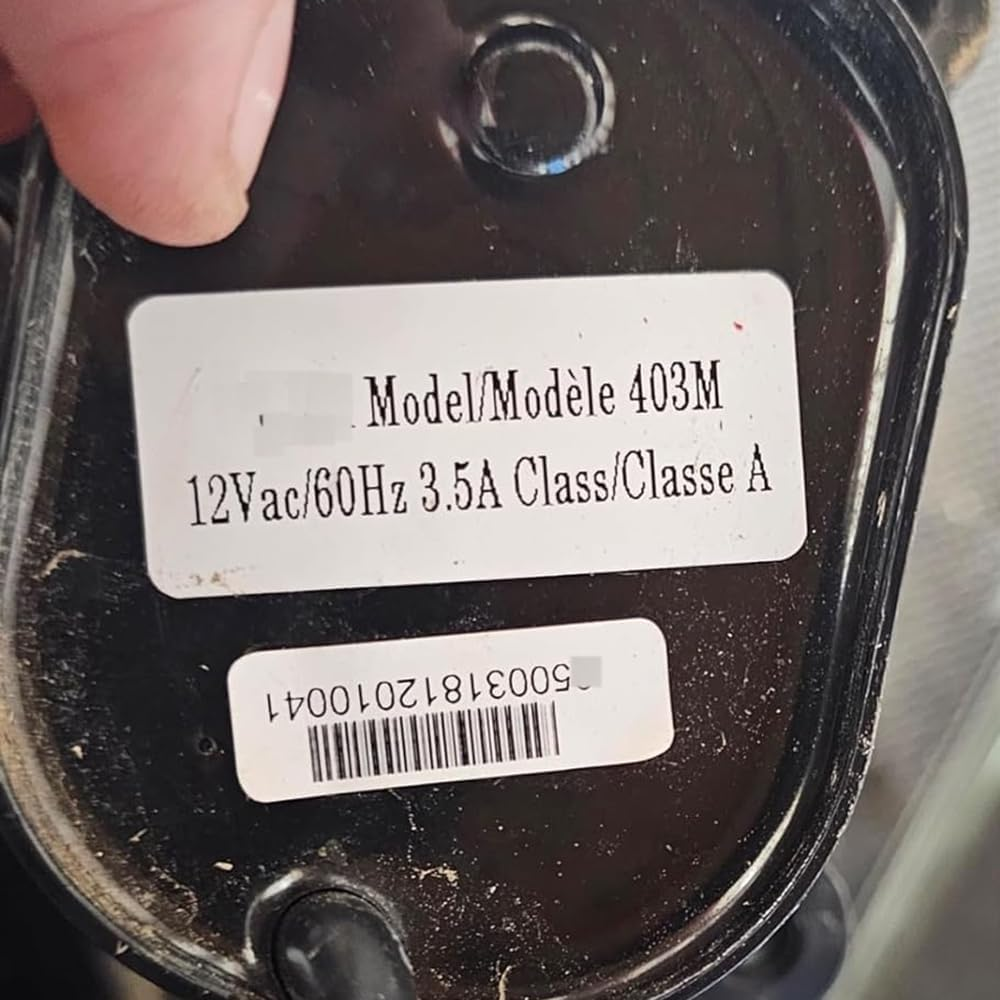 Model/Modèle 403M
12Vac/60Hz 3.5A Class/Classe A
50031812010041